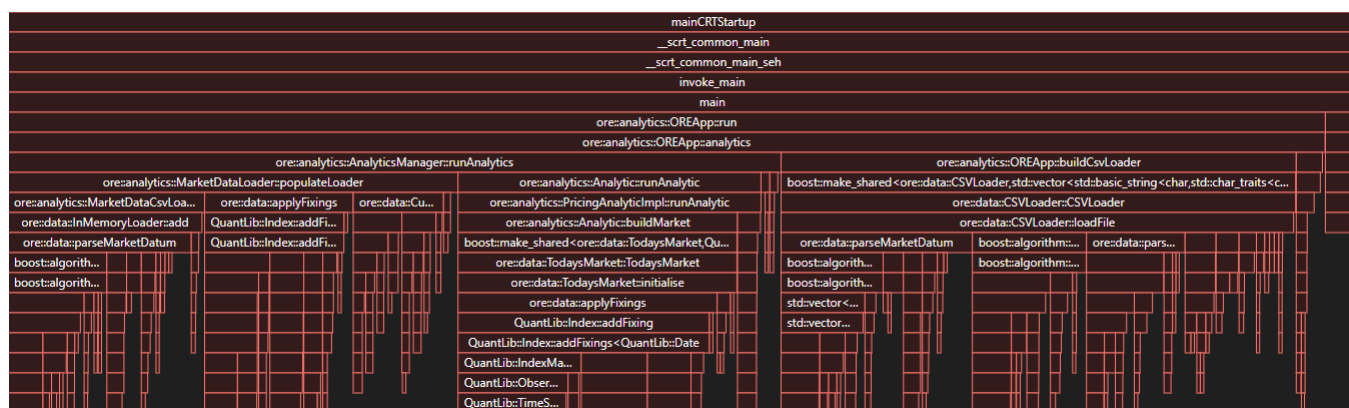 mainCRTStartup
__scrt_common_main
__scrt_common_main_seh
invoke_main
main
ore::analytics::OREApp::run
ore::analytics::OREApp::analytics
ore::analytics::AnalyticsManager::runAnalytics ore::analytics::OREApp::buildCsvLoader
ore::analytics::MarketDataLoader::populateLoader ore::analytics::Analytic::runAnalytic boost::make_shared<ore::data::CSVLoader,std::vector<std::basic_string<char,std::char_traits<c...
ore::analytics::MarketDataCsvLoa... ore::data::applyFixings ore::data::Cu... ore::analytics::PricingAnalyticImpl::runAnalytic ore::data::CSVLoader::CSVLoader
ore::data::InMemoryLoader::add QuantLib::Index::addFi... ore::analytics::Analytic::buildMarket ore::data::CSVLoader::loadFile
ore::data::parseMarketDatum QuantLib::Index::addFi... boost::make_shared<ore::data::TodaysMarket,Qu... ore::data::parseMarketDatum boost::algorithm::... ore::data::pars...
boost::algorith... ore::data::TodaysMarket::TodaysMarket boost::algorith... boost::algorithm::...
boost::algorith... ore::data::TodaysMarket::initialise boost::algorith...
ore::data::applyFixings std::vector<...
QuantLib::Index::addFixing std::vector...
QuantLib::Index::addFixings<QuantLib::Date
QuantLib::IndexMa...
QuantLib::Obser...
QuantLib::TimeS...